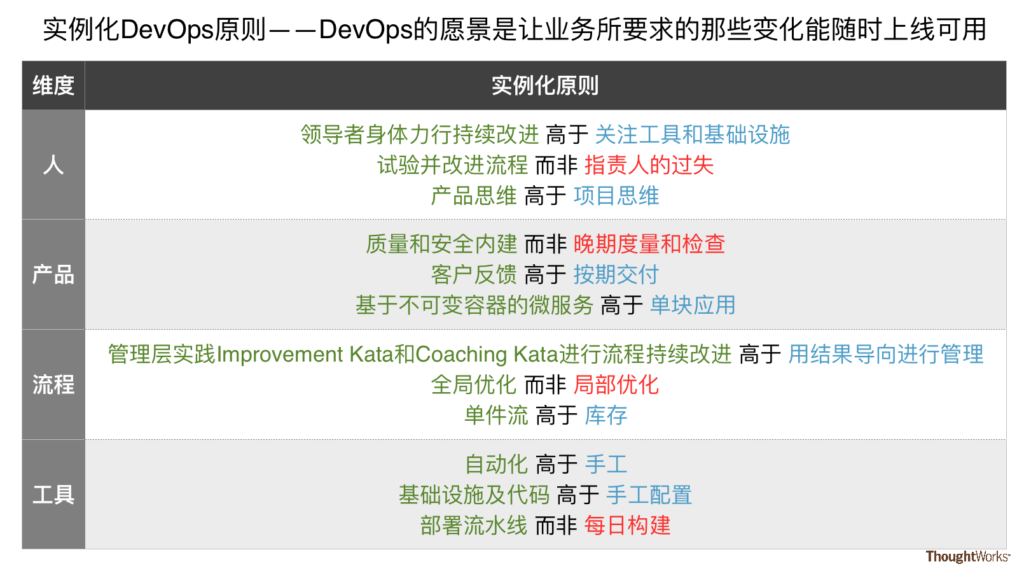 实例化DevOps原则——DevOps的愿景是让业务所要求的那些变化能随时上线可用
维度 实例化原则
人
领导者身体力行持续改进 高于 关注工具和基础设施
试验并改进流程 而非 指责人的过失
产品思维 高于 项目思维
产品
质量和安全内建 而非 晚期度量和检查
客户反馈 高于 按期交付
基于不可变容器的微服务 高于 单块应用
流程
管理层实践Improvement Kata和Coaching Kata进行流程持续改进 高于 用结果导向进行管理
全局优化 而非 局部优化
单件流 高于 库存
工具
自动化 高于 手工
基础设施及代码 高于 手工配置
部署流水线 而非 每日构建
ThoughtWorks